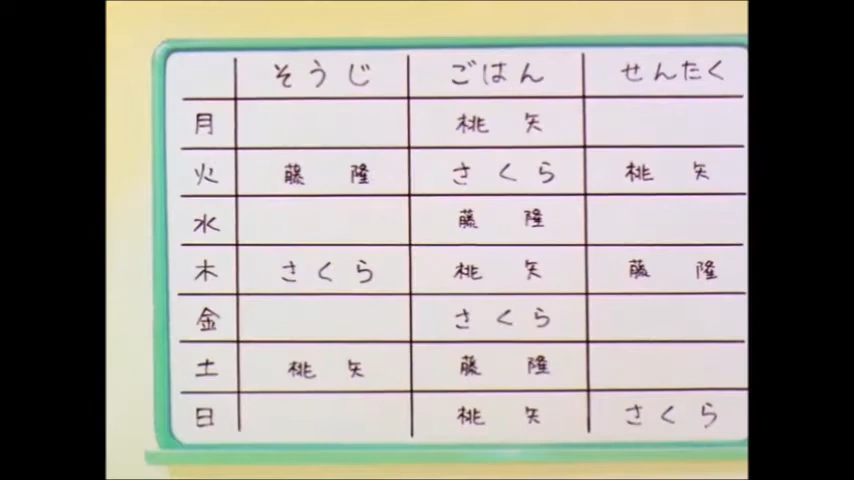 そうじ ごはん せんたく
月 桃矢
火 藤隆 さくら 桃矢
水 藤隆
木 さくら 桃矢 藤隆
金 さくら
土 桃矢 藤隆
日 桃矢 さくら